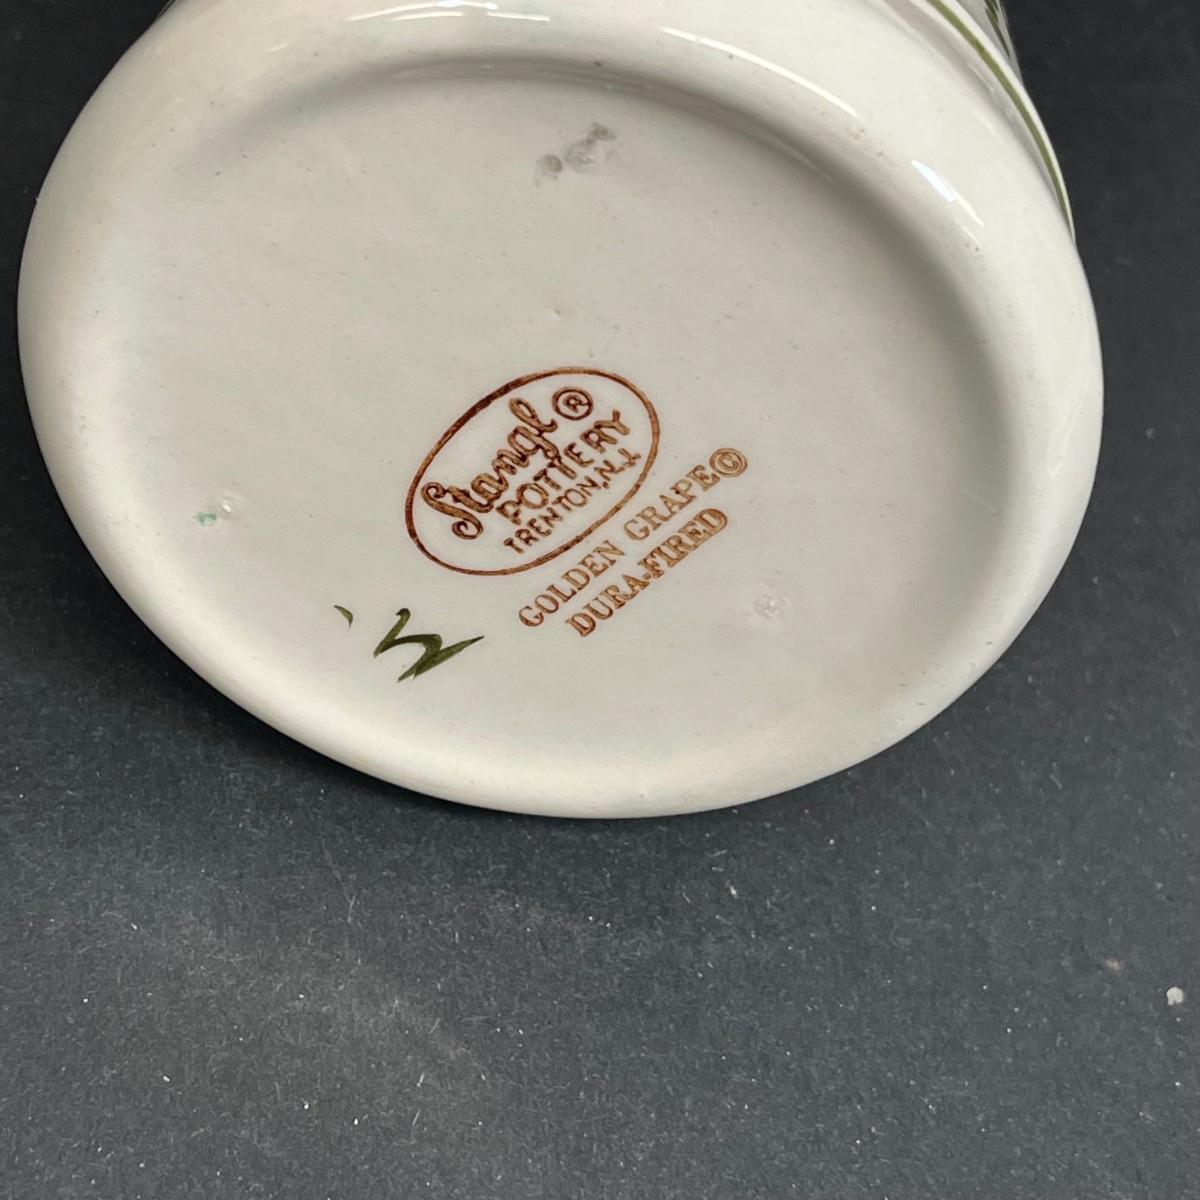 Stangl®
POTTERY
TRENTON, N.J.
GOLDEN GRAPE©
DURA-FIRED